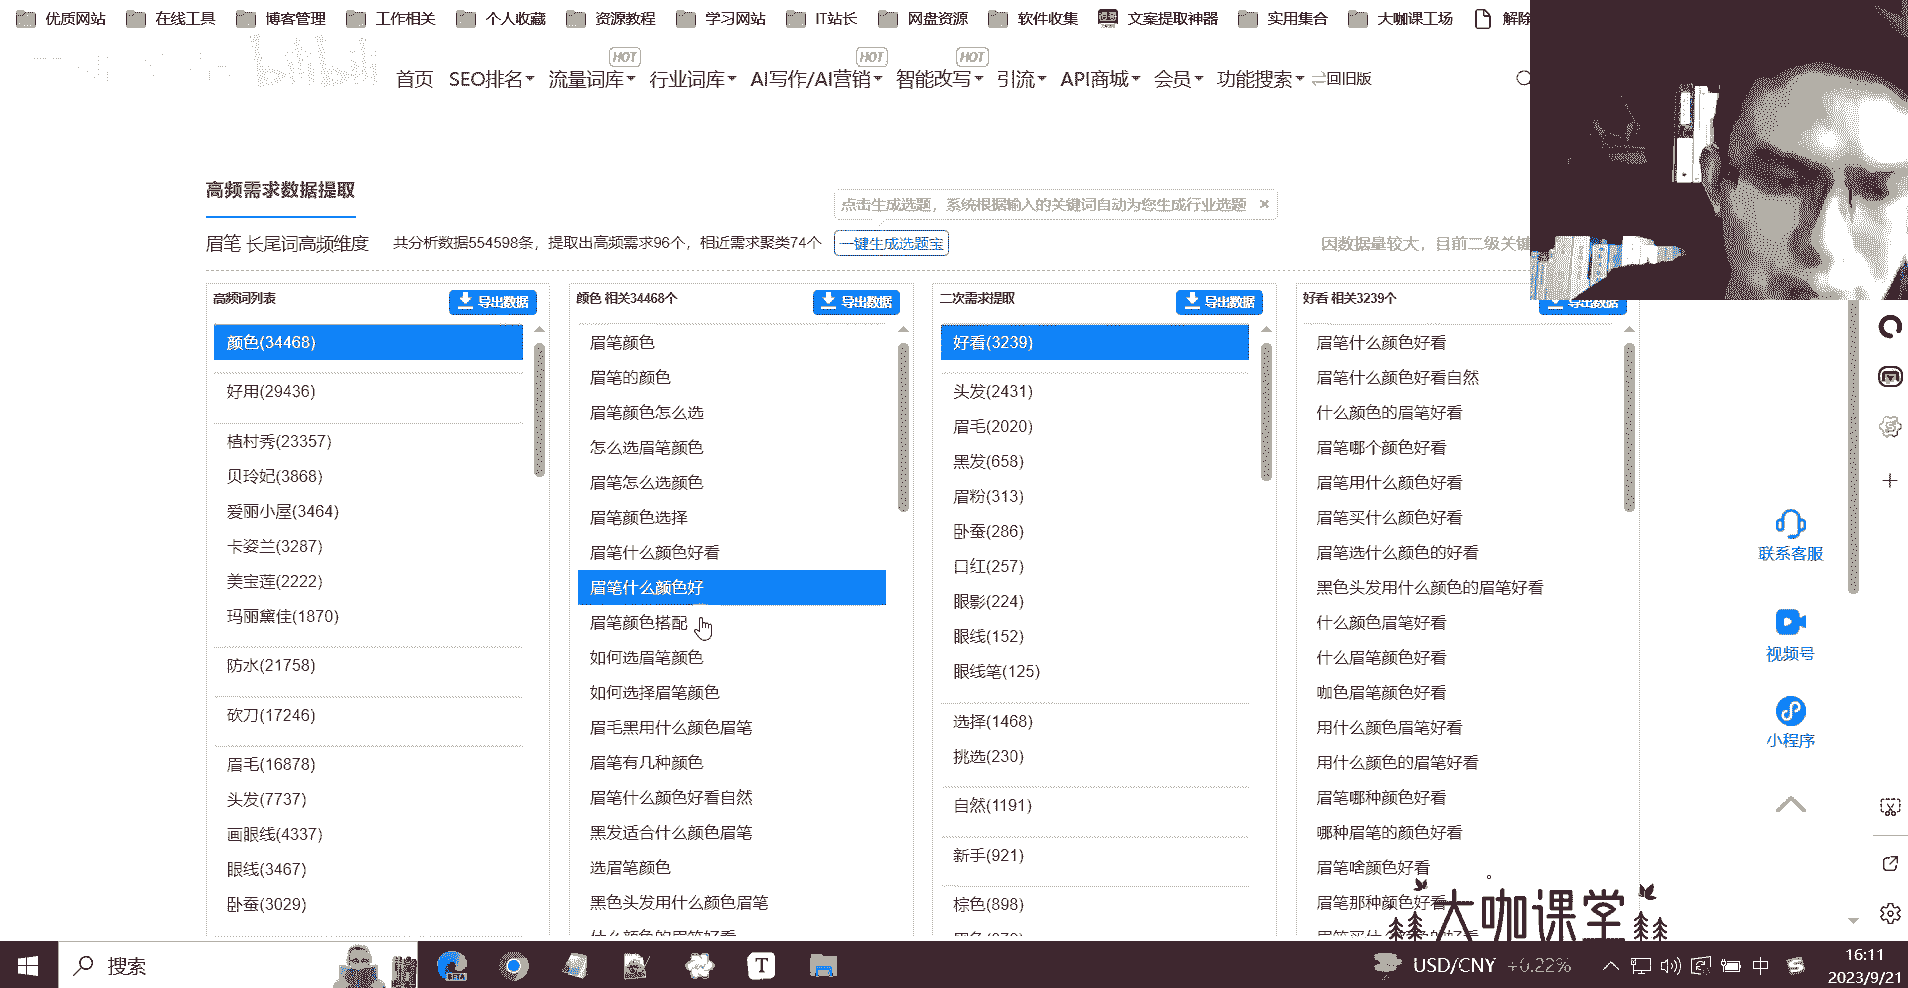 优质网站 在线工具 博客管理 工作相关 个人收藏 资源教程 学习网站 IT站长 网盘资源 软件收集 文案提取神器 实用集合 大咖课工场 解除
bilibili
HOT HOT HOT
首页 SEO排名 流量词库 行业词库 AI写作/AI营销 智能改写 引流 API商城 会员 功能搜索 回旧版
高频需求数据提取
点击生成选题，系统根据输入的关键词自动为您生成行业选题 ×
眉笔 长尾词高频维度 共分析数据554598条，提取出高频需求96个，相近需求聚类74个 一键生成选题宝 因数据量较大，目前二级关键
高频词列表 导出数据
颜色(34468)
好用(29436)
植村秀(23357)
贝玲妃(3868)
爱丽小屋(3464)
卡姿兰(3287)
美宝莲(2222)
玛丽黛佳(1870)
防水(21758)
砍刀(17246)
眉毛(16878)
头发(7737)
画眼线(4337)
眼线(3467)
卧蚕(3029)
颜色 相关34468个 导出数据
眉笔颜色
眉笔的颜色
眉笔颜色怎么选
怎么选眉笔颜色
眉笔怎么选颜色
眉笔颜色选择
眉笔什么颜色好看
眉笔什么颜色好
眉笔颜色搭配
如何选眉笔颜色
如何选择眉笔颜色
眉毛黑用什么颜色眉笔
眉笔有几种颜色
眉笔什么颜色好看自然
黑发适合什么颜色眉笔
选眉笔颜色
黑色头发用什么颜色眉笔
什么颜色的眉笔好看
二次需求提取 导出数据
好看(3239)
头发(2431)
眉毛(2020)
黑发(658)
眉粉(313)
卧蚕(286)
口红(257)
眼影(224)
眼线(152)
眼线笔(125)
选择(1468)
挑选(230)
自然(1191)
新手(921)
棕色(898)
好看 相关3239个 导出数据
眉笔什么颜色好看
眉笔什么颜色好看自然
什么颜色的眉笔好看
眉笔哪个颜色好看
眉笔用什么颜色好看
眉笔买什么颜色好看
眉笔选什么颜色的好看
黑色头发用什么颜色的眉笔好看
什么颜色眉笔好看
什么眉笔颜色好看
咖色眉笔颜色好看
用什么颜色眉笔好看
用什么颜色的眉笔好看
眉笔哪种颜色好看
哪种眉笔的颜色好看
眉笔啥颜色好看
眉笔那种颜色好看
联系客服
视频号
小程序
大咖课堂
搜索
BETA
T
USD/CNY +0.22%
中
16:11
2023/9/21